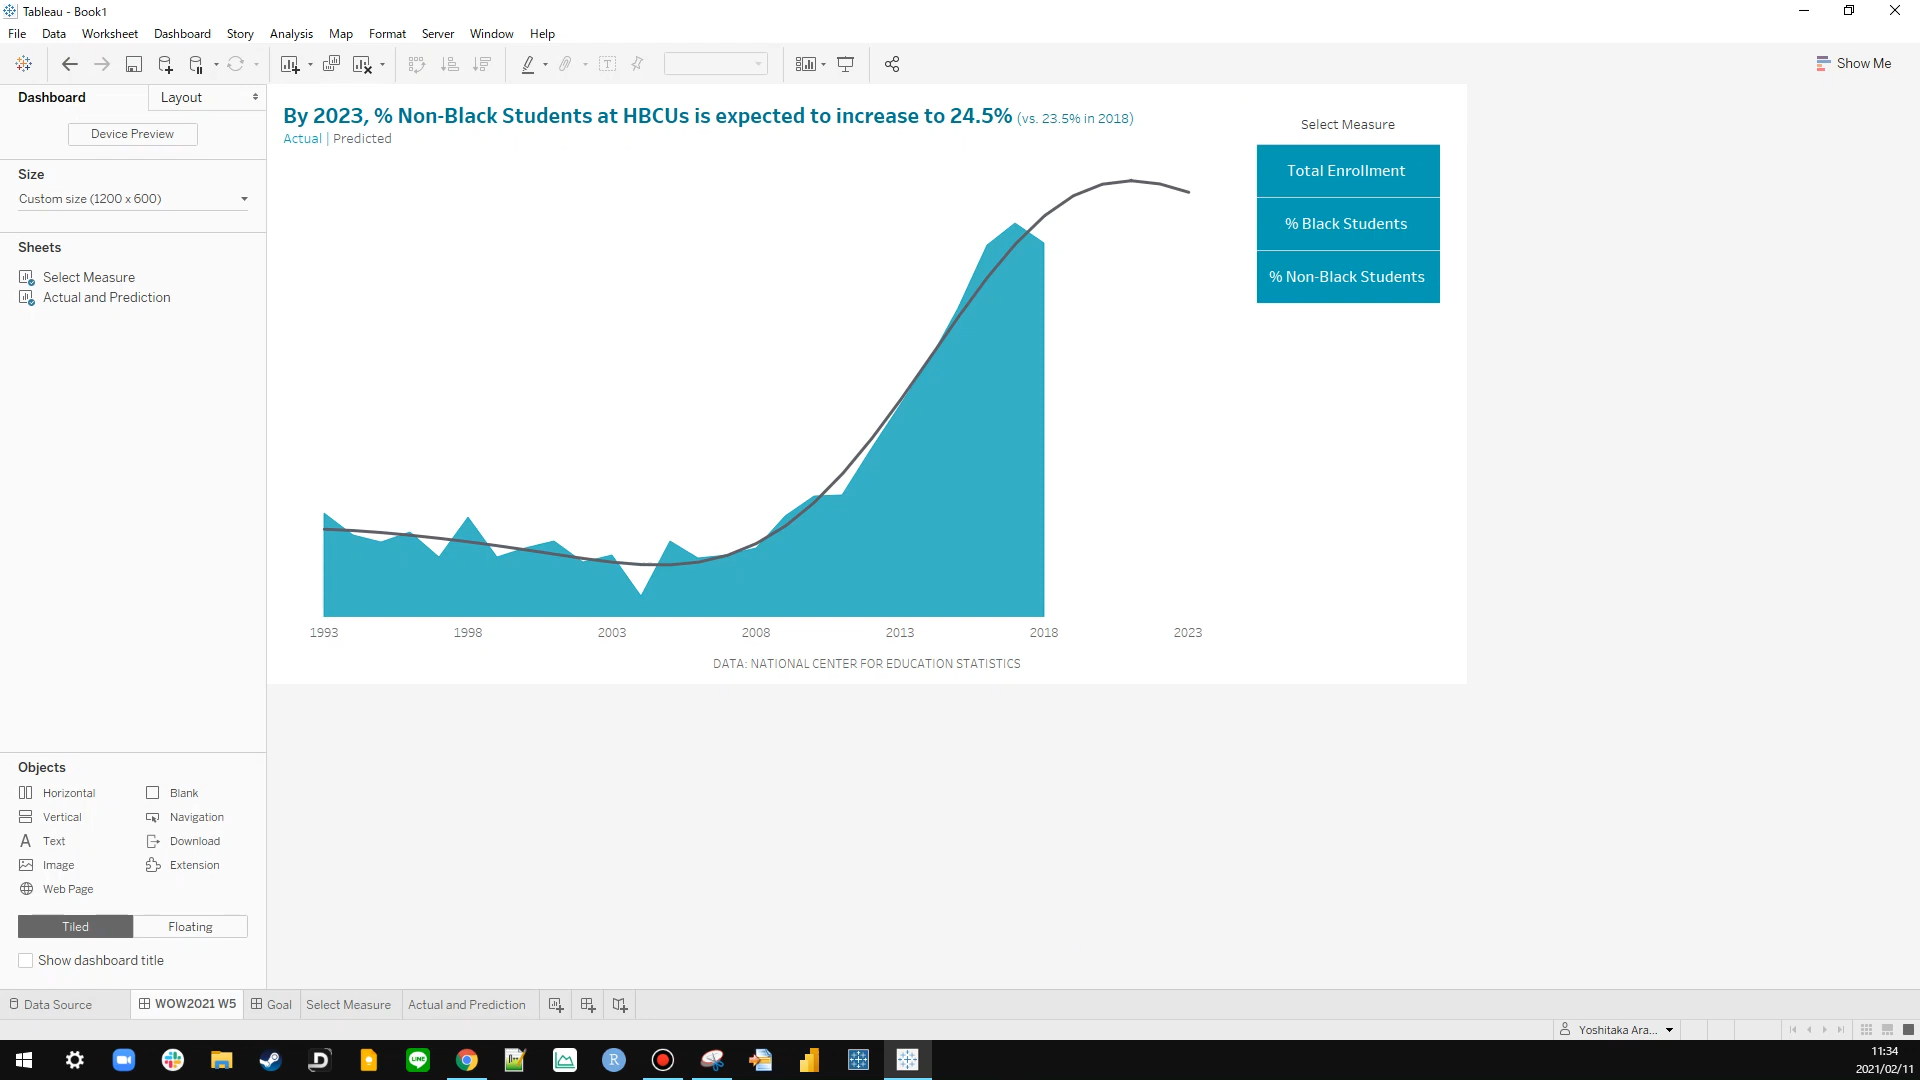 Tableau - Book1
File Data Worksheet Dashboard Story Analysis Map Format Server Window Help
Show Me
Dashboard Layout
Device Preview
Size
Custom size (1200 x 600)
Sheets
Select Measure
Actual and Prediction
By 2023, % Non-Black Students at HBCUs is expected to increase to 24.5% (vs. 23.5% in 2018)
Actual | Predicted
1993 1998 2003 2008 2013 2018 2023
DATA: NATIONAL CENTER FOR EDUCATION STATISTICS
Select Measure
Total Enrollment
% Black Students
% Non-Black Students
Objects
Horizontal Blank
Vertical Navigation
Text Download
Image Extension
Web Page
Tiled Floating
Show dashboard title
Data Source WOW2021 W5 Goal Select Measure Actual and Prediction
Yoshitaka Ara...
LINE
R
11:34
2021/02/11